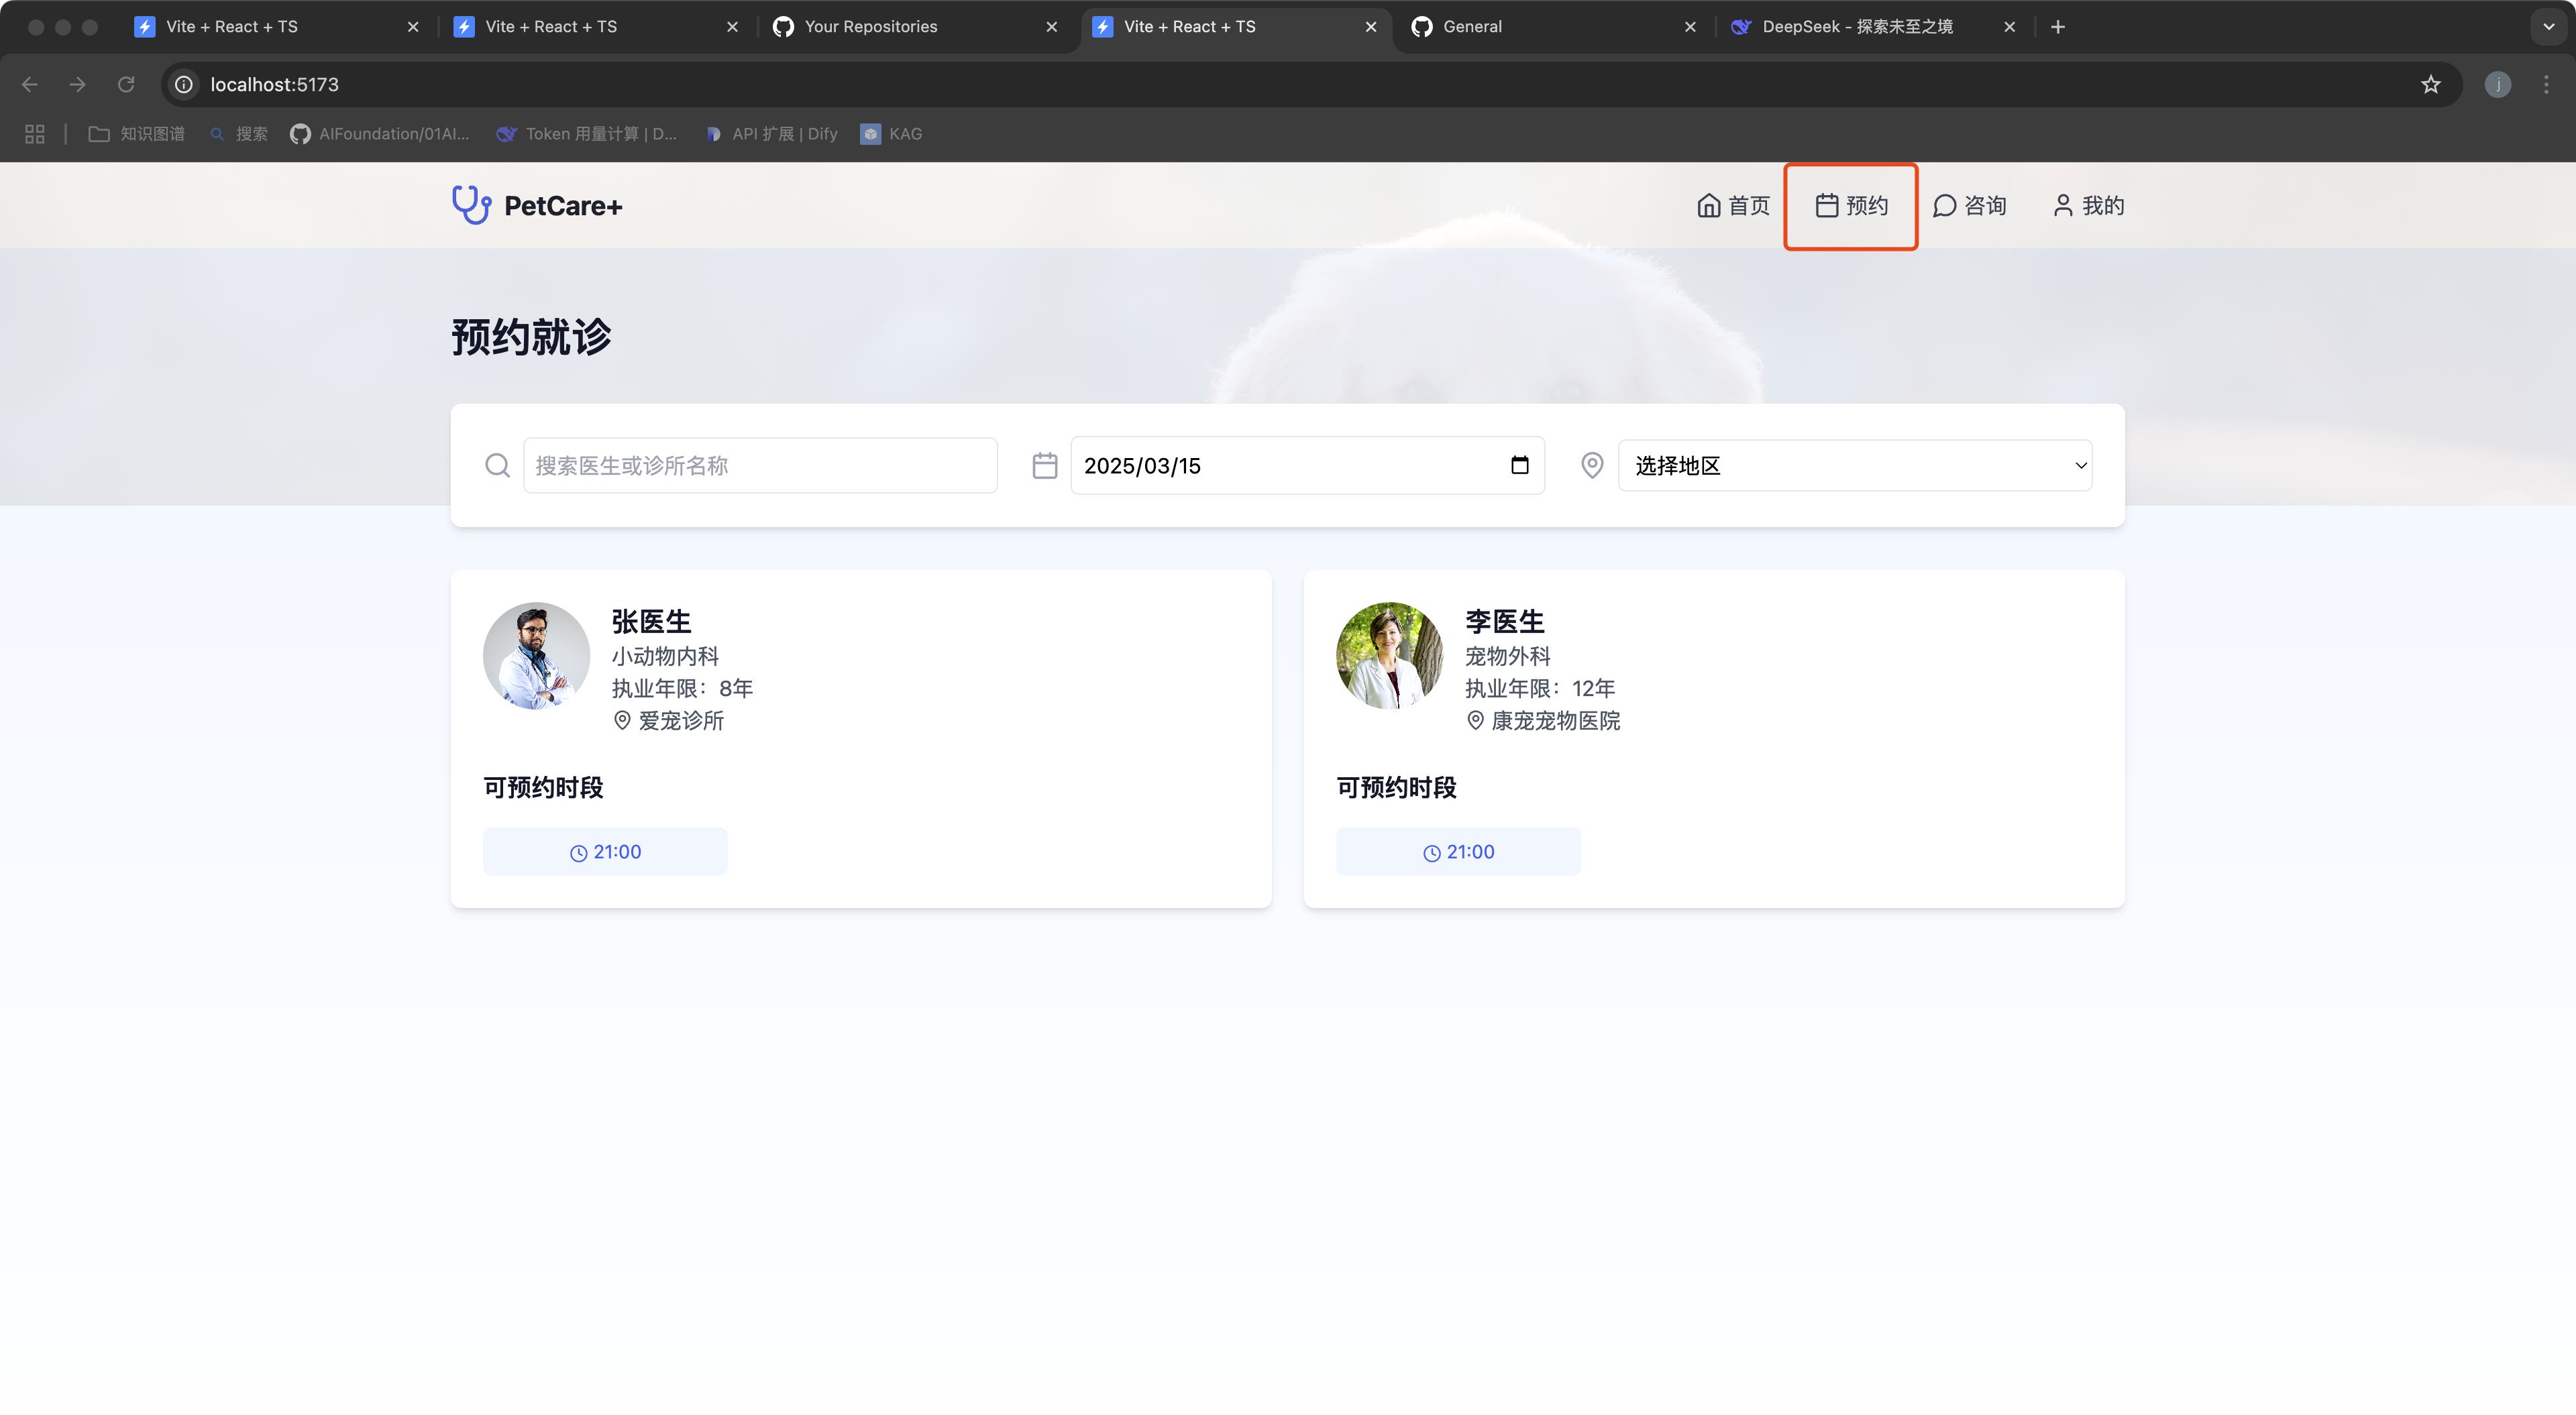 Vite + React + TS
Vite + React + TS
Your Repositories
Vite + React + TS
General
DeepSeek - 探索未至之境
localhost:5173
j
知识图谱
搜索
AIFoundation/01AI...
Token 用量计算 | D...
API 扩展 | Dify
KAG
PetCare+
首页
预约
咨询
我的
预约就诊
搜索医生或诊所名称
2025/03/15
选择地区
张医生
小动物内科
执业年限：8年
爱宠诊所
可预约时段
21:00
李医生
宠物外科
执业年限：12年
康宠宠物医院
可预约时段
21:00